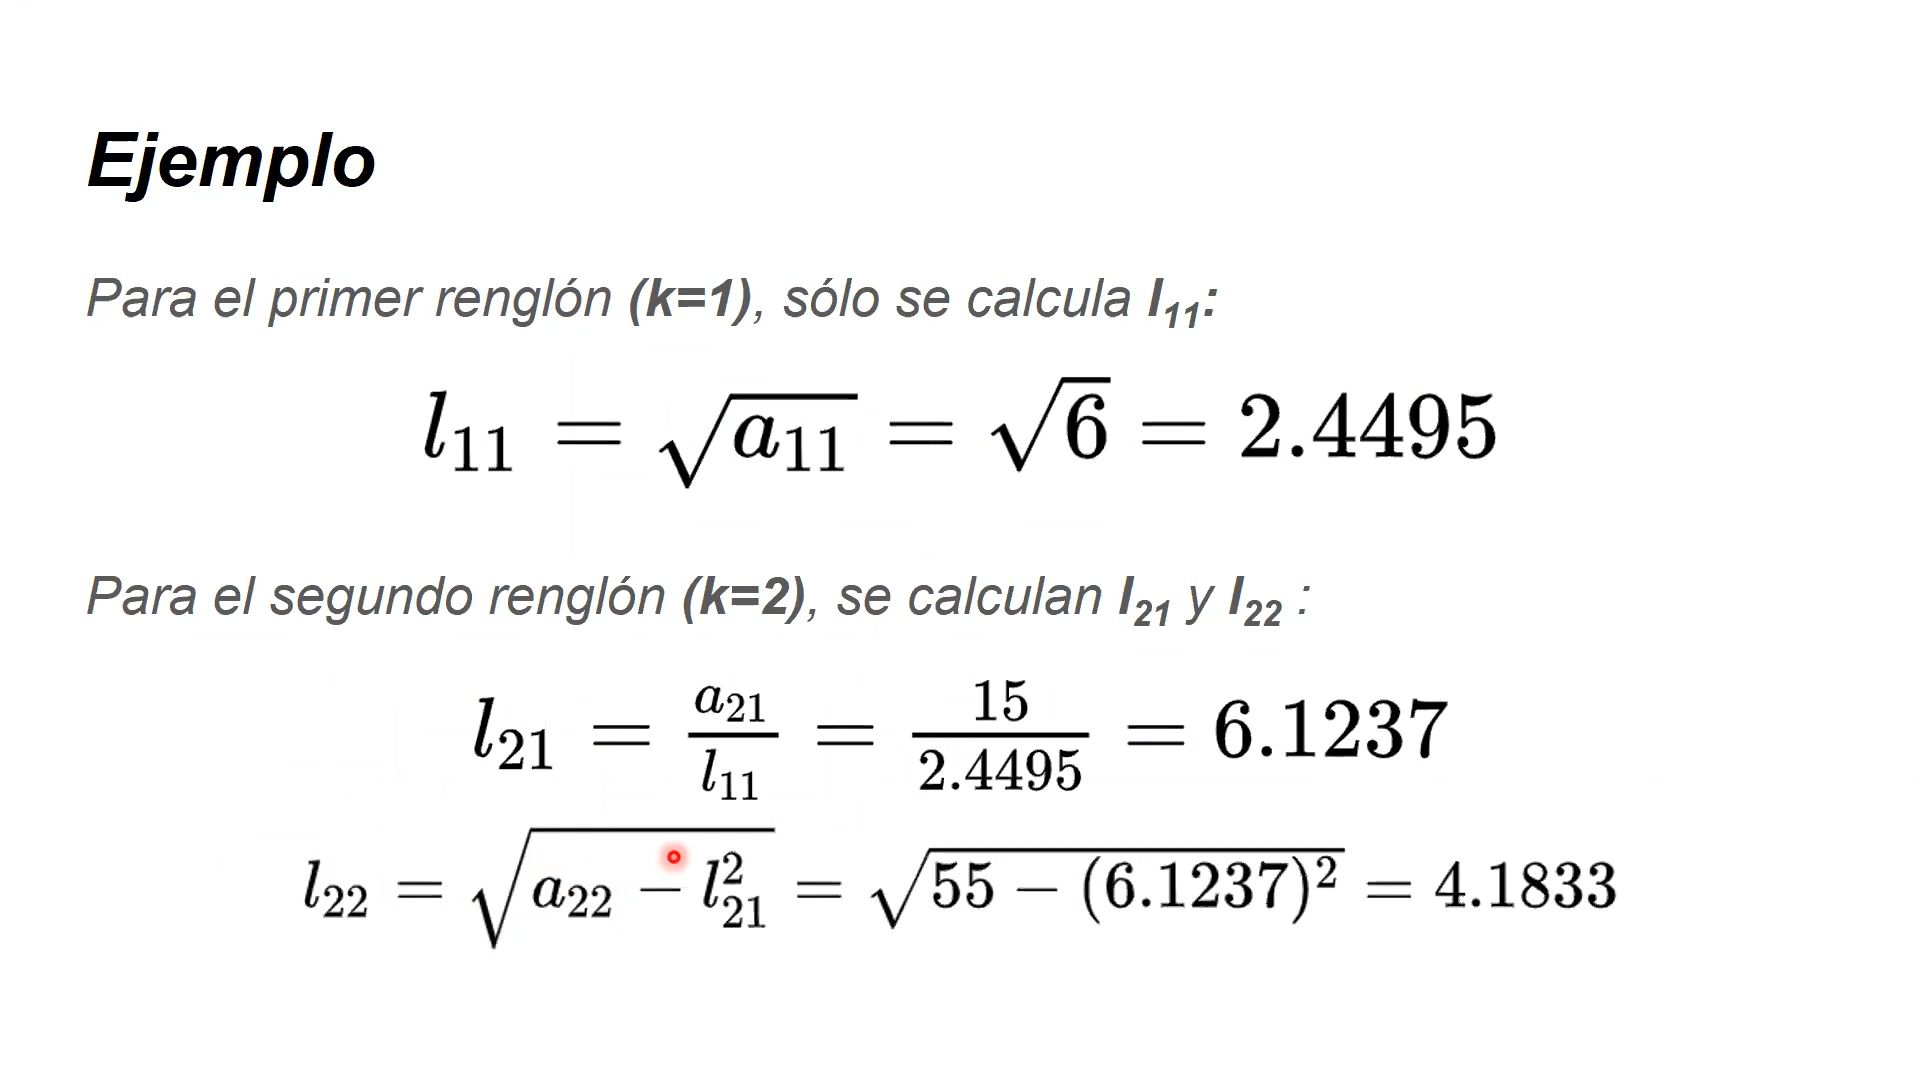 Ejemplo
Para el primer renglón (k=1), sólo se calcula l₁₁:
l₁₁ = √a₁₁ = √6 = 2.4495
Para el segundo renglón (k=2), se calculan l₂₁ y l₂₂ :
l₂₁ = a₂₁/l₁₁ = 15/2.4495 = 6.1237
l₂₂ = √(a₂₂ − l₂₁²) = √(55 − (6.1237)²) = 4.1833